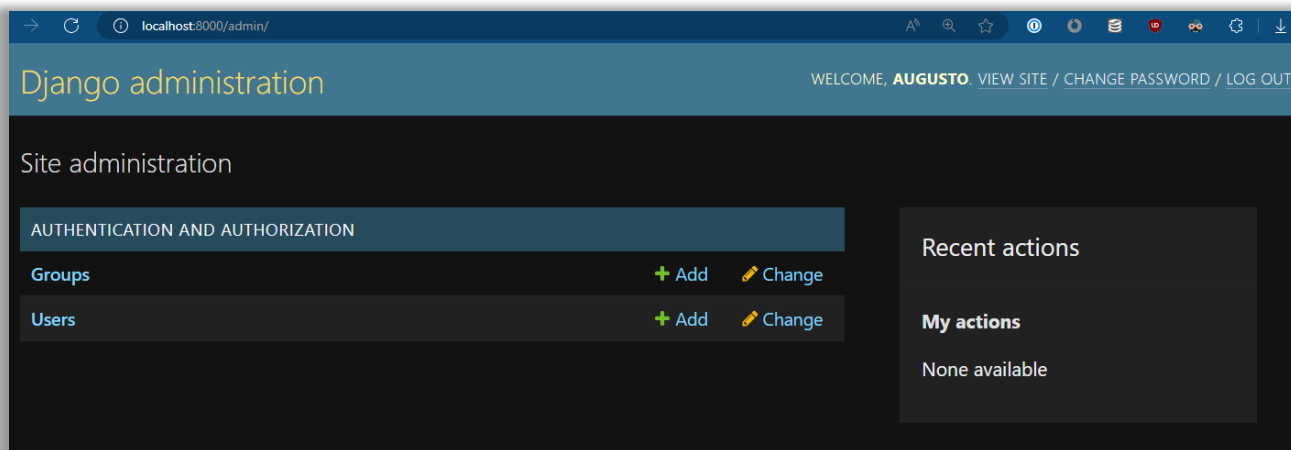 localhost:8000/admin/
Django administration
WELCOME, AUGUSTO. VIEW SITE / CHANGE PASSWORD / LOG OUT
Site administration
AUTHENTICATION AND AUTHORIZATION
Groups
Add
Change
Users
Add
Change
Recent actions
My actions
None available